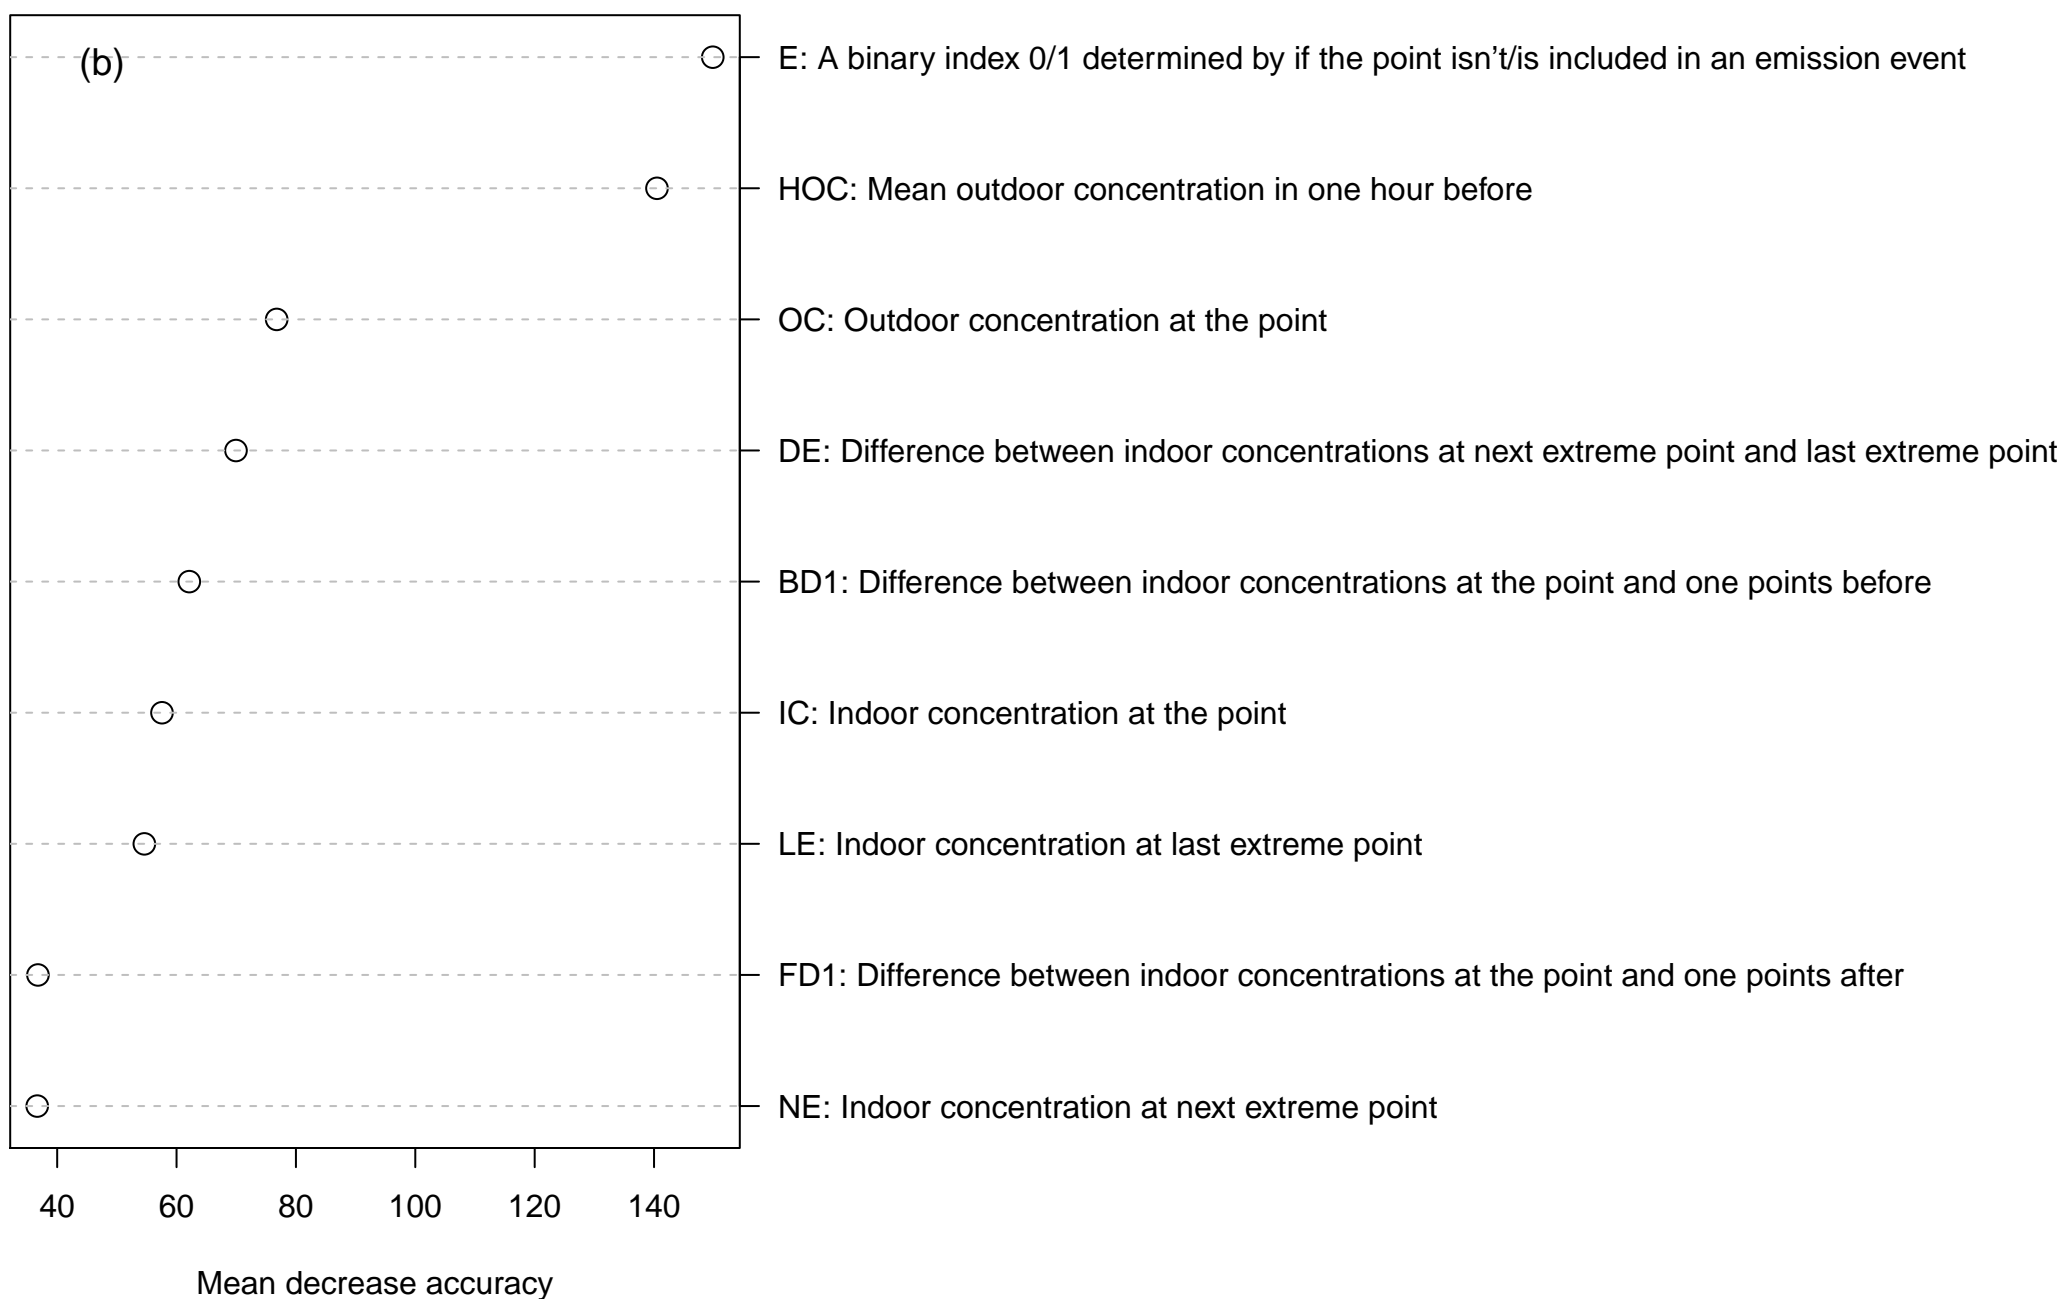 (b)
E: A binary index 0/1 determined by if the point isn't/is included in an emission event
HOC: Mean outdoor concentration in one hour before
OC: Outdoor concentration at the point
DE: Difference between indoor concentrations at next extreme point and last extreme point
BD1: Difference between indoor concentrations at the point and one points before
IC: Indoor concentration at the point
LE: Indoor concentration at last extreme point
FD1: Difference between indoor concentrations at the point and one points after
NE: Indoor concentration at next extreme point
40 60 80 100 120 140
Mean decrease accuracy